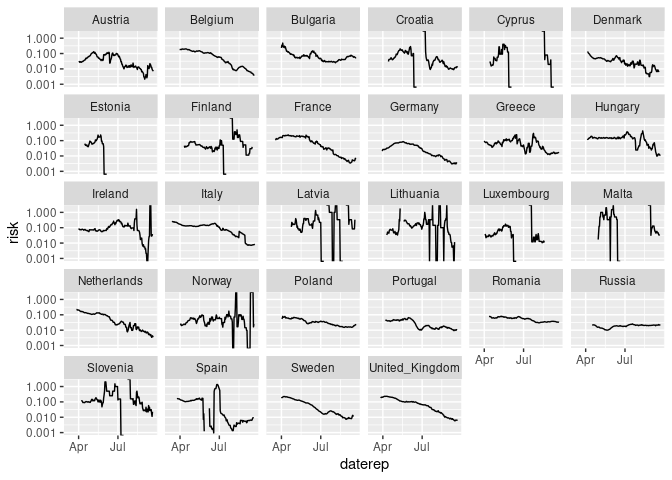 Austria Belgium Bulgaria Croatia Cyprus Denmark
1.000
0.100
0.010
0.001
Estonia Finland France Germany Greece Hungary
1.000
0.100
0.010
0.001
Ireland Italy Latvia Lithuania Luxembourg Malta
1.000
0.100
0.010
0.001
risk
Netherlands Norway Poland Portugal Romania Russia
1.000
0.100
0.010
0.001
Apr Jul Apr Jul
Slovenia Spain Sweden United_Kingdom
1.000
0.100
0.010
0.001
Apr Jul Apr Jul Apr Jul Apr Jul
daterep